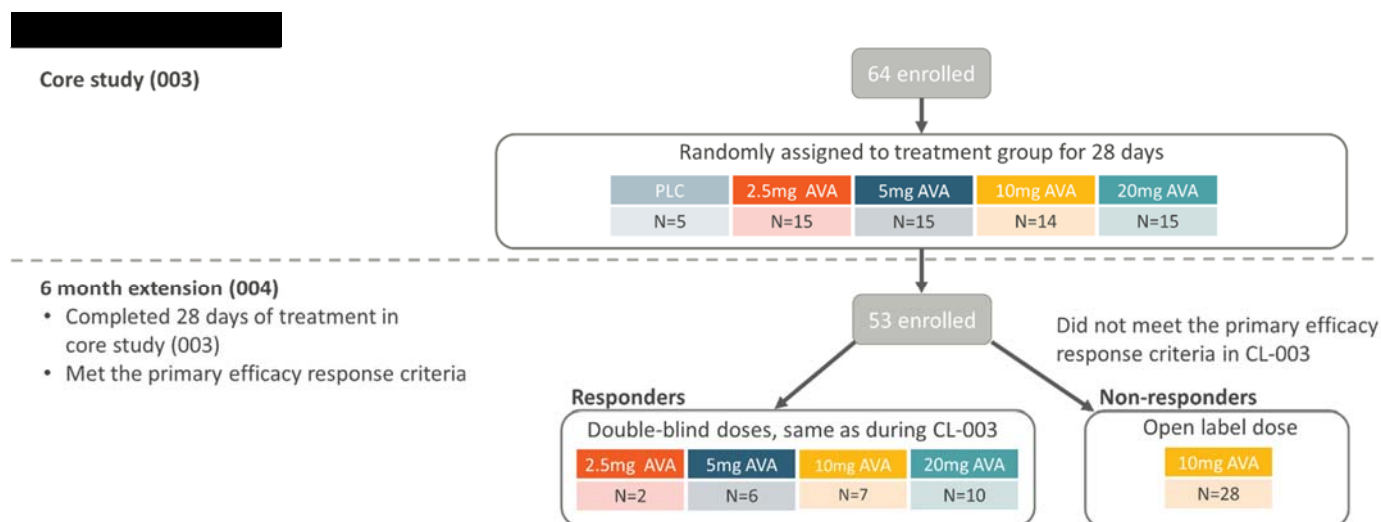 Core study (003)
64 enrolled
Randomly assigned to treatment group for 28 days
PLC 2.5mg AVA 5mg AVA 10mg AVA 20mg AVA
N=5 N=15 N=15 N=14 N=15
6 month extension (004)
• Completed 28 days of treatment in
core study (003)
• Met the primary efficacy response criteria
53 enrolled
Did not meet the primary efficacy
response criteria in CL-003
Responders
Double-blind doses, same as during CL-003
2.5mg AVA 5mg AVA 10mg AVA 20mg AVA
N=2 N=6 N=7 N=10
Non-responders
Open label dose
10mg AVA
N=28